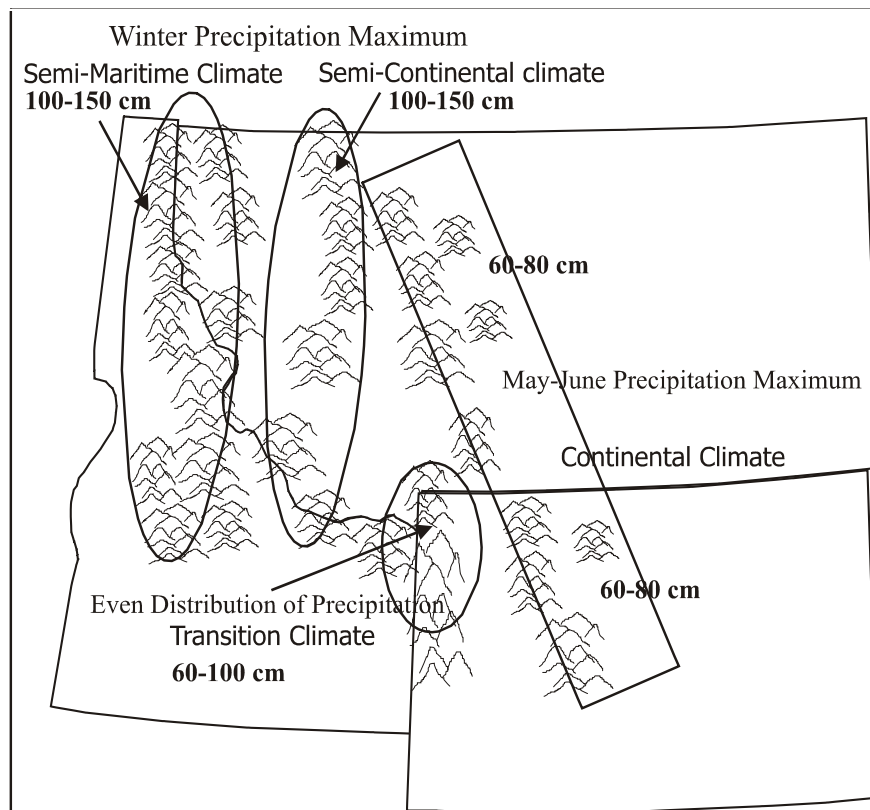 Winter Precipitation Maximum
Semi-Maritime Climate
100-150 cm
Semi-Continental climate
100-150 cm
60-80 cm
May-June Precipitation Maximum
Continental Climate
60-80 cm
Even Distribution of Precipitation
Transition Climate
60-100 cm